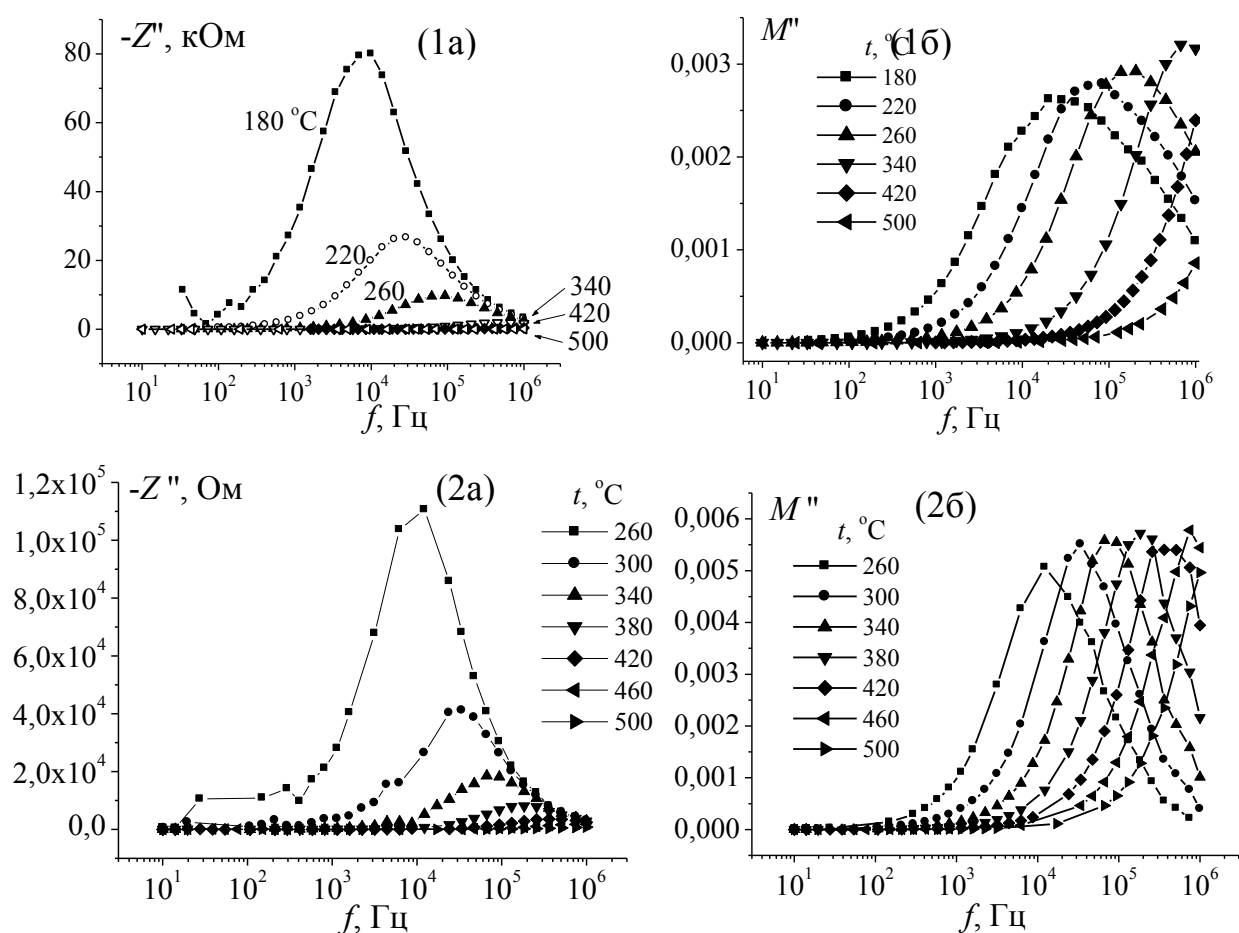 -Z", кОм
(1а)
80
60
40
20
0
180 °C
220
260
340
420
500
10¹ 10² 10³ 10⁴ 10⁵ 10⁶
f, Гц
M"
(1б)
t, °C
180
220
260
340
420
500
0,003
0,002
0,001
0,000
10¹ 10² 10³ 10⁴ 10⁵ 10⁶
f, Гц
-Z", Ом
(2а)
1,2x10⁵
1,0x10⁵
8,0x10⁴
6,0x10⁴
4,0x10⁴
2,0x10⁴
0,0
t, °C
260
300
340
380
420
460
500
10¹ 10² 10³ 10⁴ 10⁵ 10⁶
f, Гц
M"
(2б)
0,006
0,005
0,004
0,003
0,002
0,001
0,000
t, °C
260
300
340
380
420
460
500
10¹ 10² 10³ 10⁴ 10⁵ 10⁶
f, Гц